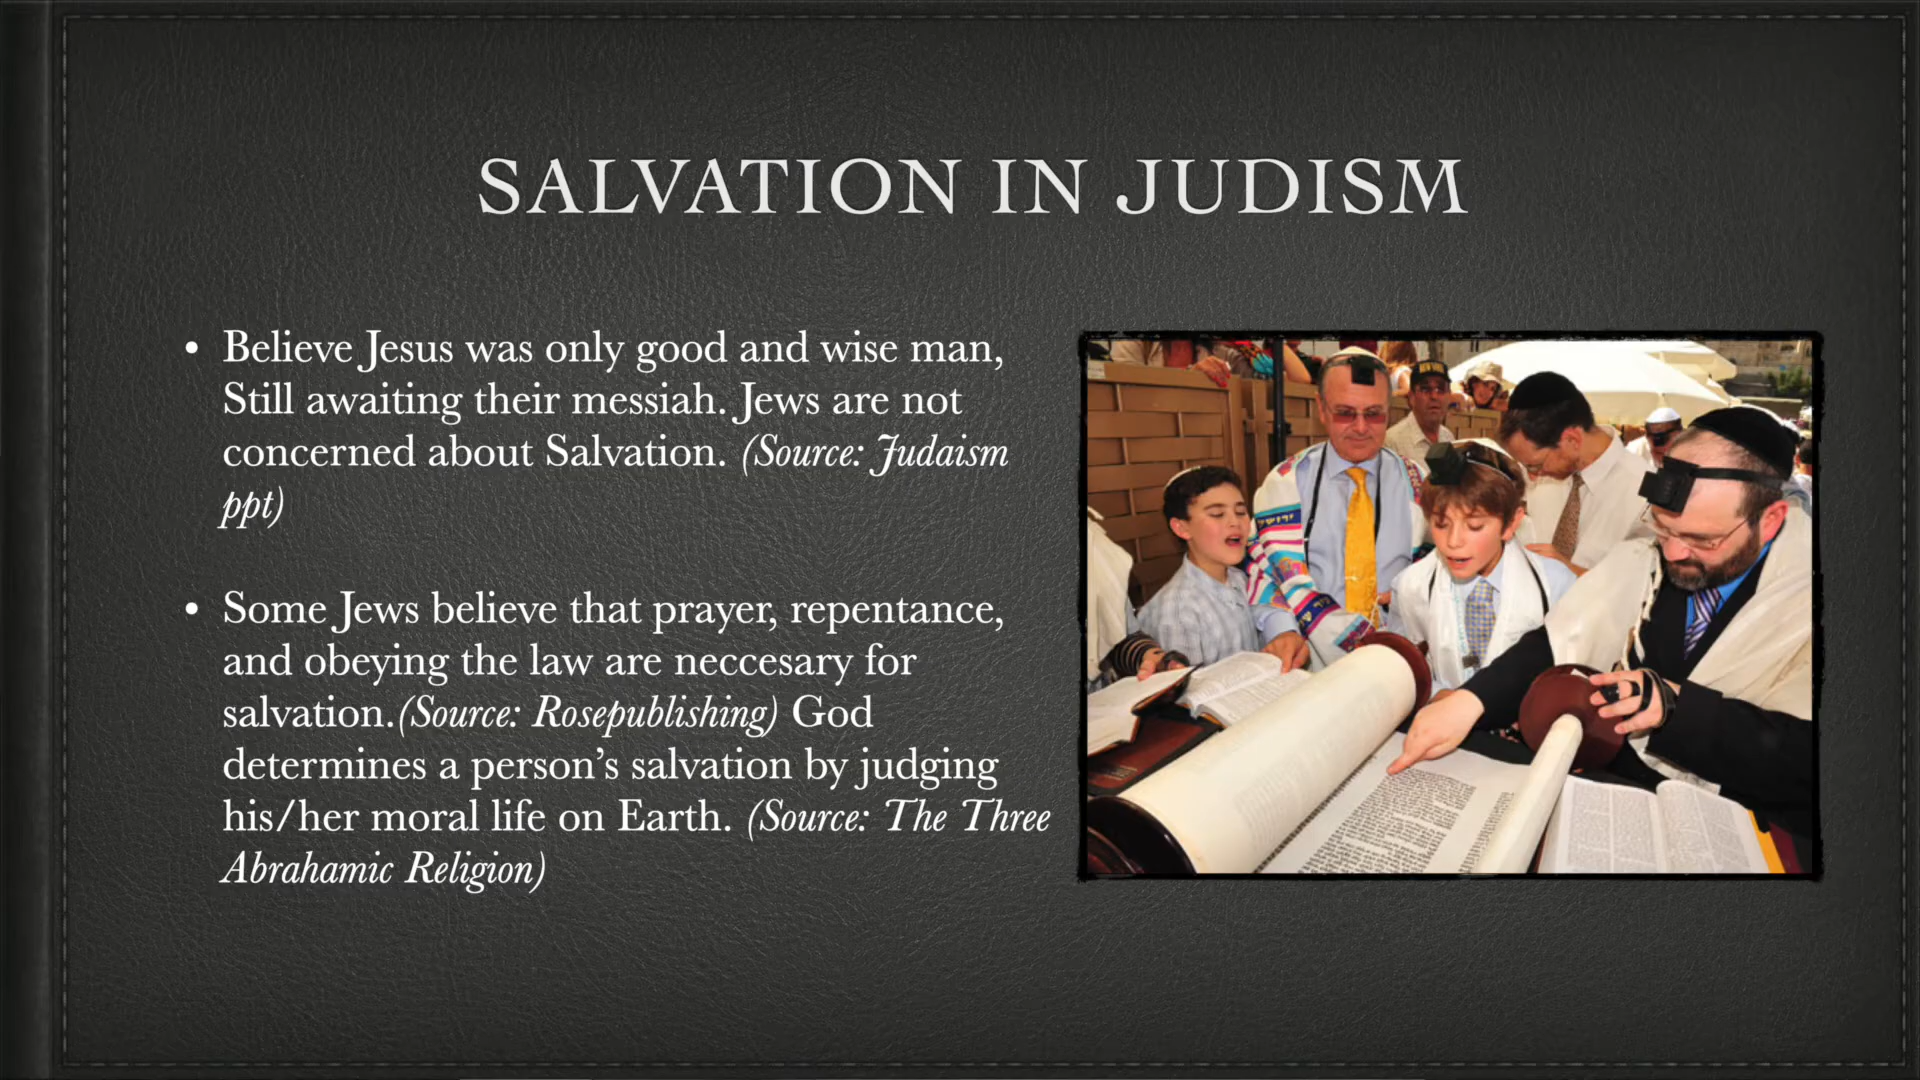 SALVATION IN JUDISM
• Believe Jesus was only good and wise man,
Still awaiting their messiah. Jews are not
concerned about Salvation. (Source: Judaism
ppt)
• Some Jews believe that prayer, repentance,
and obeying the law are neccesary for
salvation.(Source: Rosepublishing) God
determines a person’s salvation by judging
his/her moral life on Earth. (Source: The Three
Abrahamic Religion)
NEW YORK